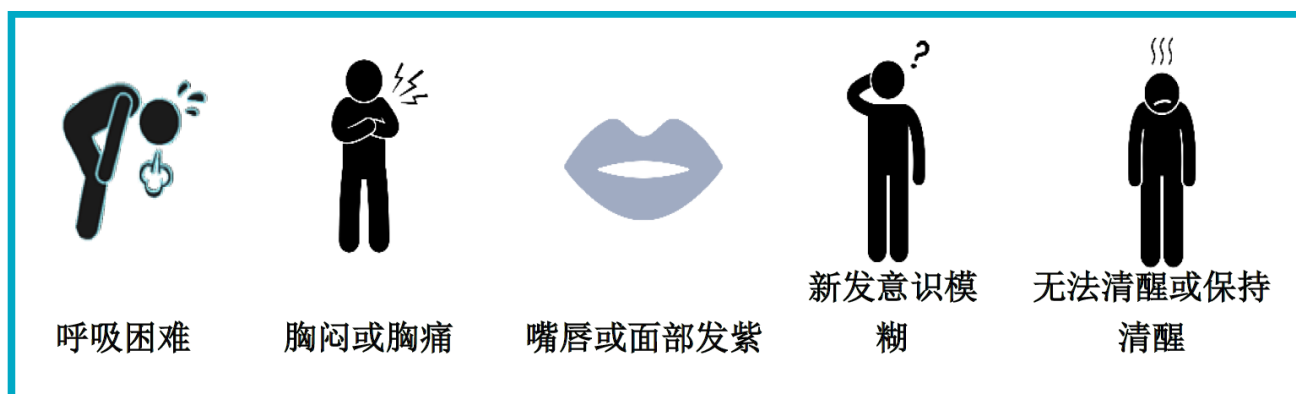 ?
呼吸困难
胸闷或胸痛
嘴唇或面部发紫
新发意识模
糊
无法清醒或保持
清醒